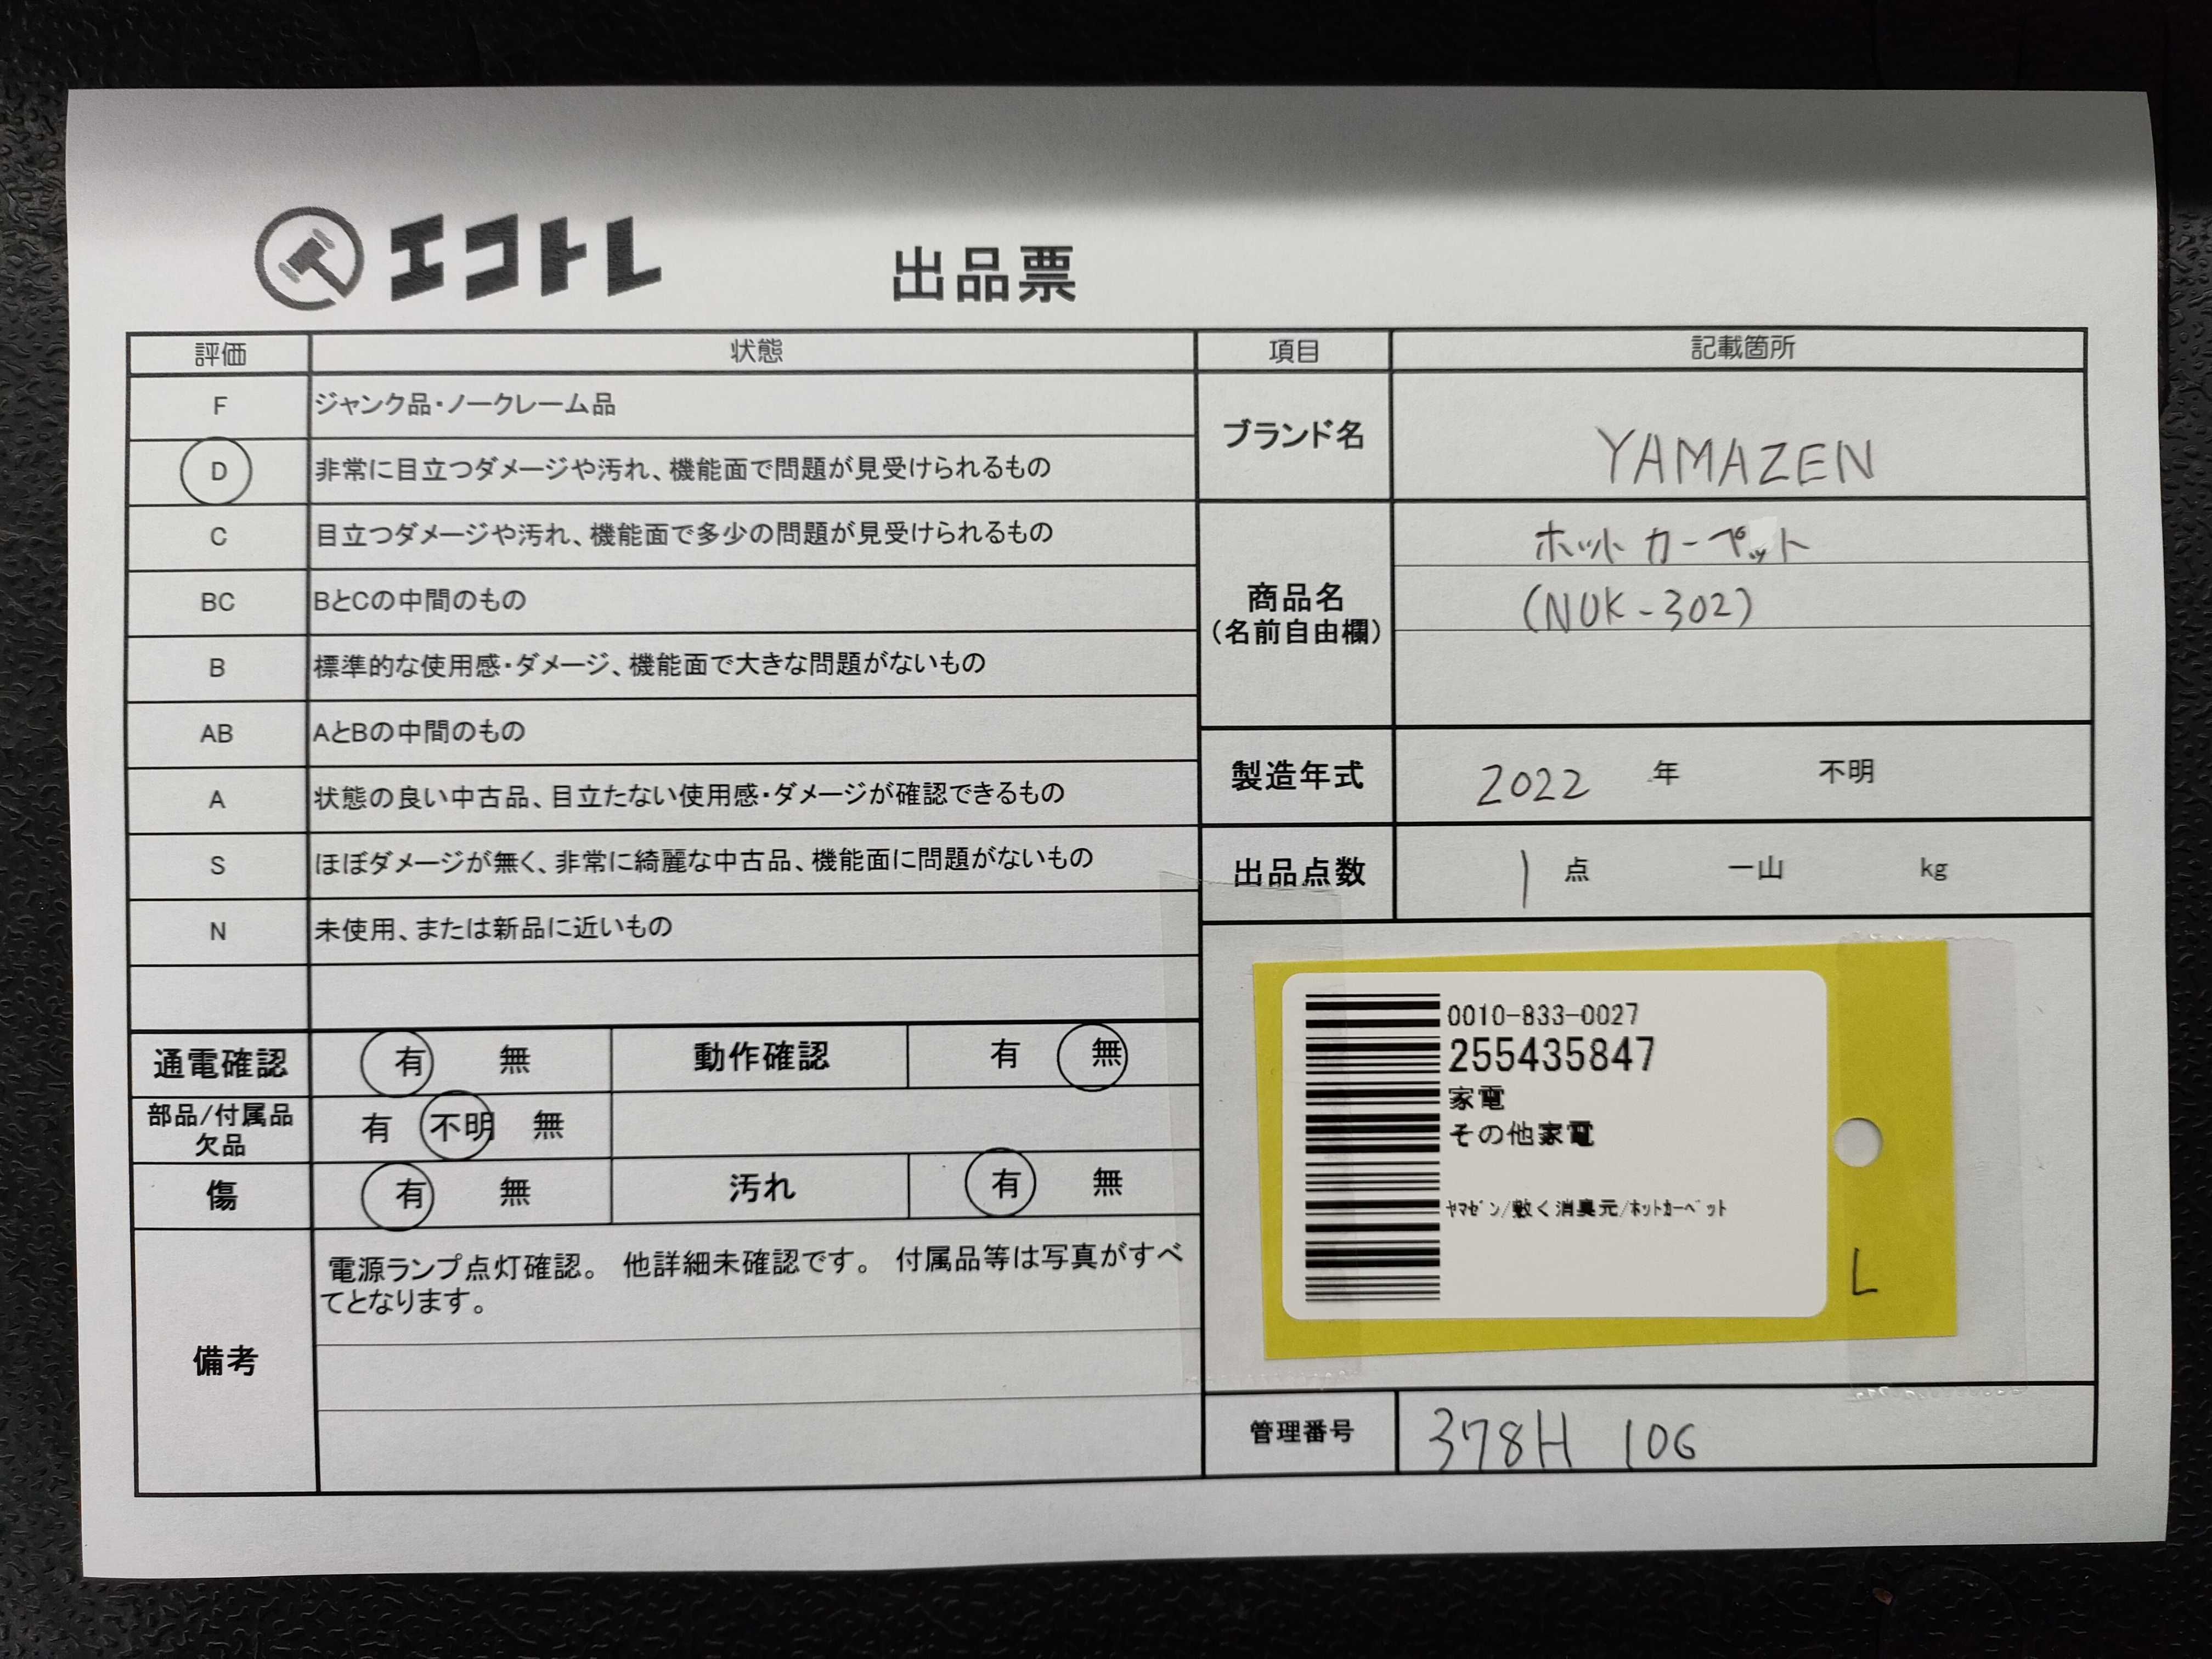 エコトレ
出品票
評価 状態
F ジャンク品・ノークレーム品
D 非常に目立つダメージや汚れ、機能面で問題が見受けられるもの
C 目立つダメージや汚れ、機能面で多少の問題が見受けられるもの
BC BとCの中間のもの
B 標準的な使用感・ダメージ、機能面で大きな問題がないもの
AB AとBの中間のもの
A 状態の良い中古品、目立たない使用感・ダメージが確認できるもの
S ほぼダメージが無く、非常に綺麗な中古品、機能面に問題がないもの
N 未使用、または新品に近いもの
通電確認 有 無 動作確認 有 無
部品/付属品
欠品
有 不明 無
傷 有 無 汚れ 有 無
備考
電源ランプ点灯確認。 他詳細未確認です。 付属品等は写真がすべ
てとなります。
項目 記載箇所
ブランド名 YAMAZEN
商品名
(名前自由欄)
ホットカーペット
(NUK-302)
製造年式 2022 年 不明
出品点数 1 点 一山 kg
0010-833-0027
255435847
家電
その他家電
ﾔﾏｾﾞﾝ/敷く消臭元/ﾎｯﾄｶｰﾍﾟｯﾄ
L
管理番号 378H 106